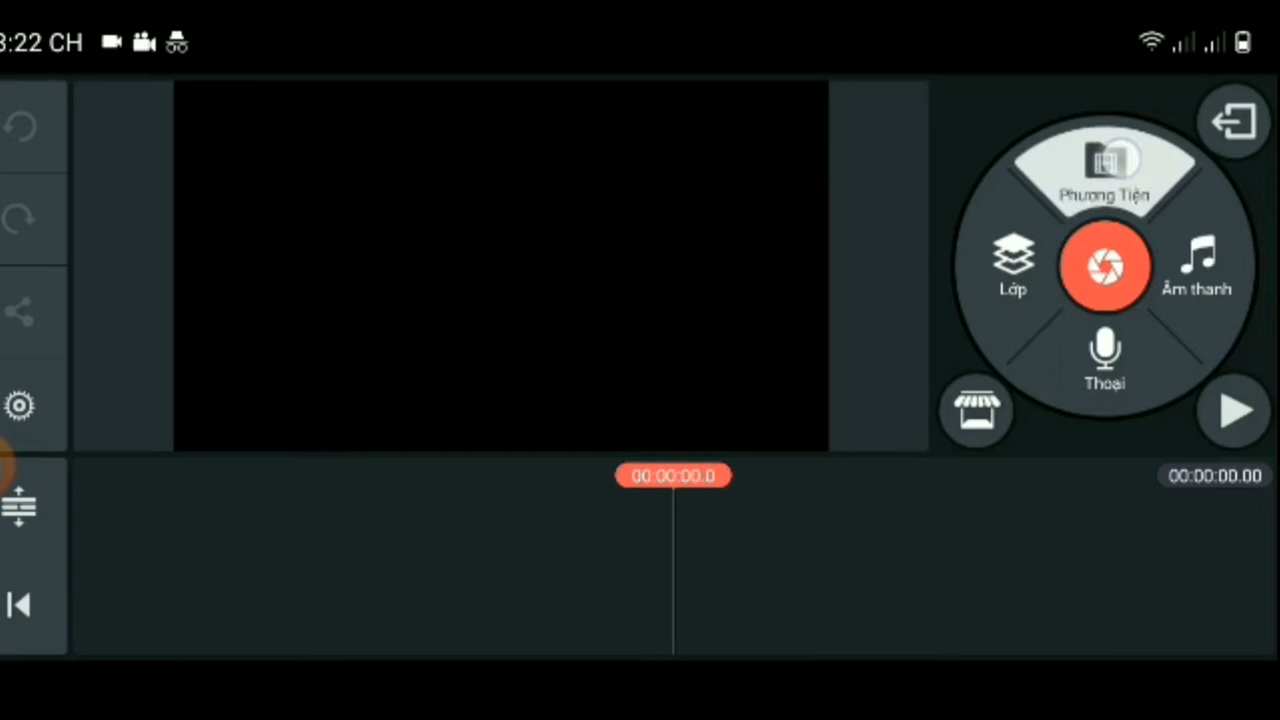 3:22 CH
Phương Tiện
Lớp
Âm thanh
Thoại
00:00:00.0
00:00:00.00